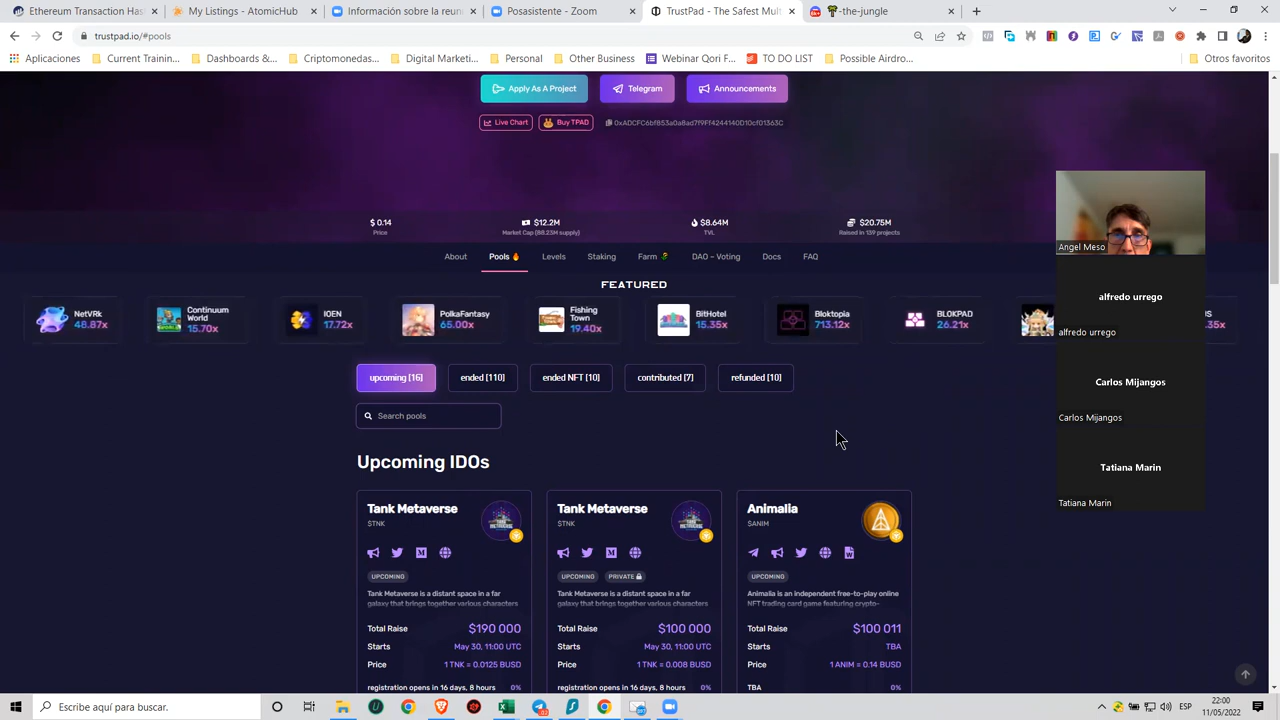 Ethereum Transaction Has
My Listings - AtomicHub
Información sobre la reun
Posasistente - Zoom
TrustPad - The Safest Mult
-the-jungle
trustpad.io/#pools
Aplicaciones
Current Trainin...
Dashboards &...
Criptomonedas...
Digital Marketi...
Personal
Other Business
Webinar Qori F...
TO DO LIST
Possible Airdro...
Otros favoritos
Apply As A Project
Telegram
Announcements
Live Chart
Buy TPAD
0xADCFC6bf853a0a8ad7f9Ff4244140D10cf01363C
$ 0.14
Price
$12.2M
Market Cap (88.23M supply)
$8.64M
TVL
$20.75M
Raised in 139 projects
About
Pools
Levels
Staking
Farm
DAO – Voting
Docs
FAQ
FEATURED
NetVRk
48.87x
Continuum
World
15.70x
IOEN
17.72x
PolkaFantasy
65.00x
Fishing
Town
19.40x
BitHotel
15.35x
Bloktopia
713.12x
BLOKPAD
26.21x
upcoming [16]
ended [110]
ended NFT [10]
contributed [7]
refunded [10]
Search pools
Upcoming IDOs
Tank Metaverse
$TNK
UPCOMING
Tank Metaverse is a distant space in a far
galaxy that brings together various characters
Total Raise $190 000
Starts May 30, 11:00 UTC
Price 1 TNK = 0.0125 BUSD
registration opens in 16 days, 8 hours 0%
Tank Metaverse
$TNK
UPCOMING PRIVATE
Tank Metaverse is a distant space in a far
galaxy that brings together various characters
Total Raise $100 000
Starts May 30, 11:00 UTC
Price 1 TNK = 0.008 BUSD
registration opens in 16 days, 8 hours 0%
Animalia
$ANIM
UPCOMING
Animalia is an independent free-to-play online
NFT trading card game featuring crypto-
Total Raise $100 011
Starts TBA
Price 1 ANIM = 0.14 BUSD
TBA 0%
Angel Meso
alfredo urrego
alfredo urrego
Carlos Mijangos
Carlos Mijangos
Tatiana Marin
Tatiana Marin
Escribe aquí para buscar.
ESP
22:00
11/05/2022